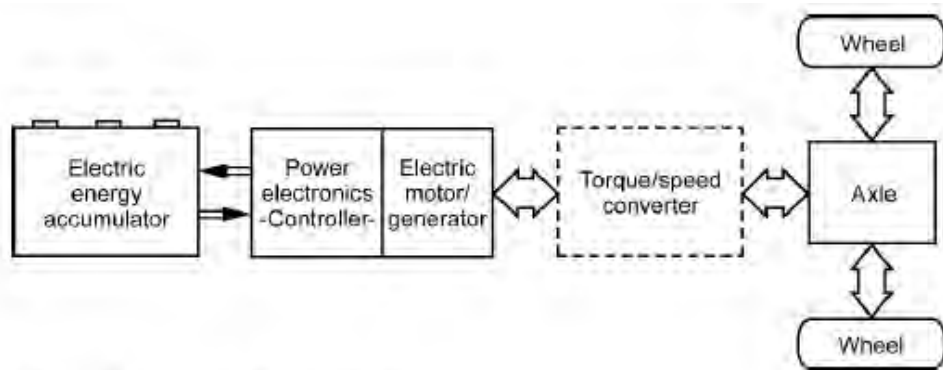 Wheel
Electric
energy
accumulator
Power
electronics
-Controller-
Electric
motor/
generator
Torque/speed
converter
Axle
Wheel